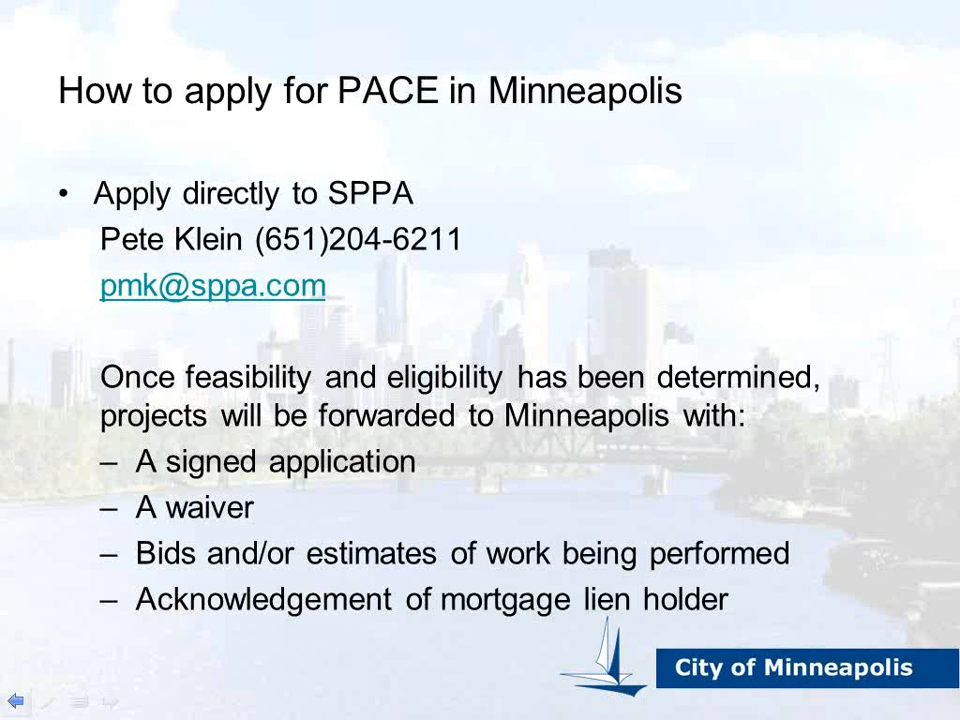 How to apply for PACE in Minneapolis
• Apply directly to SPPA
Pete Klein (651)204-6211
pmk@sppa.com
Once feasibility and eligibility has been determined,
projects will be forwarded to Minneapolis with:
– A signed application
– A waiver
– Bids and/or estimates of work being performed
– Acknowledgement of mortgage lien holder
City of Minneapolis